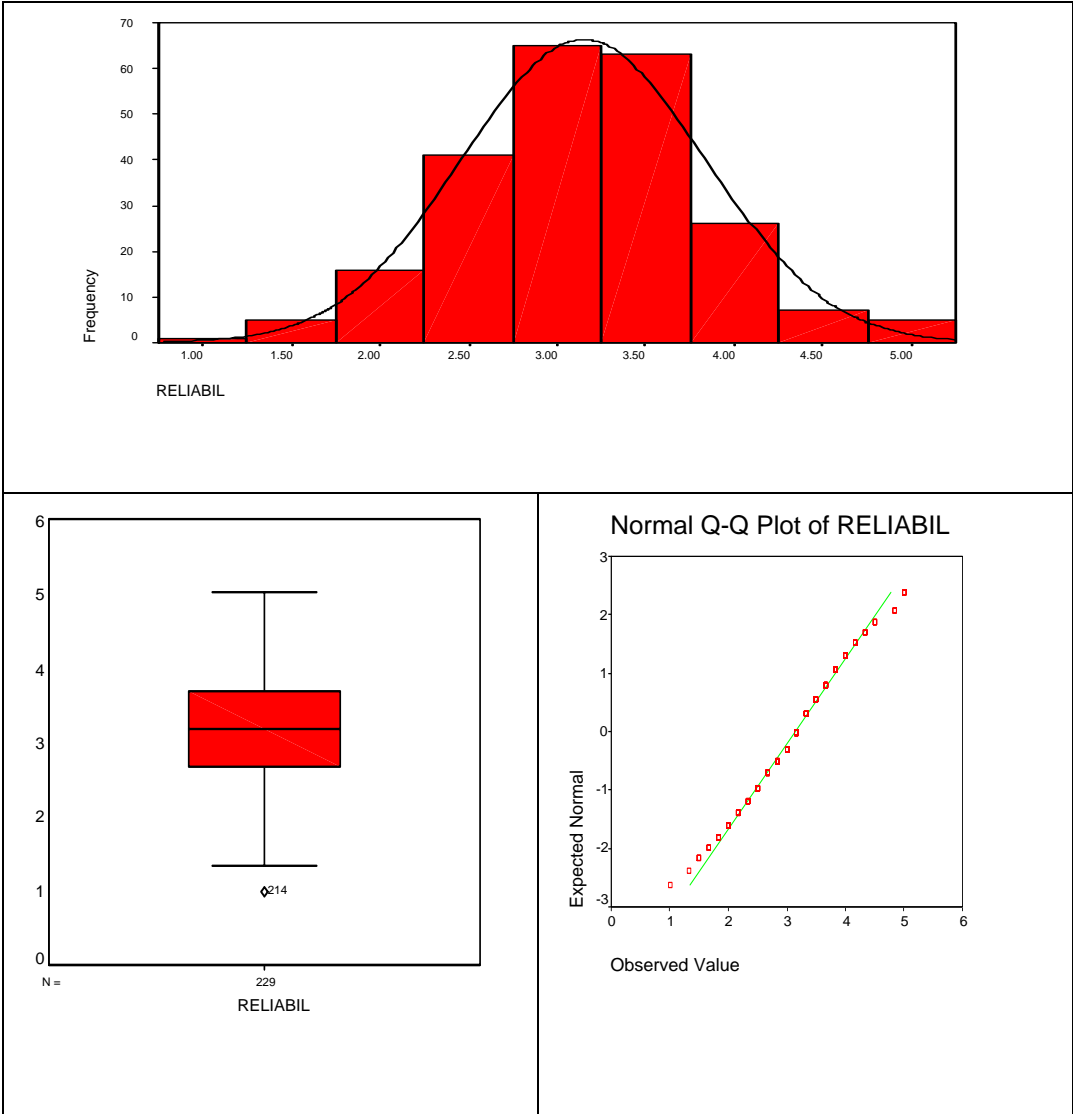 70
60
50
40
30
20
10
0
Frequency
1.00 1.50 2.00 2.50 3.00 3.50 4.00 4.50 5.00
RELIABIL
6
5
4
3
2
1
0
214
N =
229
RELIABIL
Normal Q-Q Plot of RELIABIL
3
2
1
0
-1
-2
-3
Expected Normal
0 1 2 3 4 5 6
Observed Value